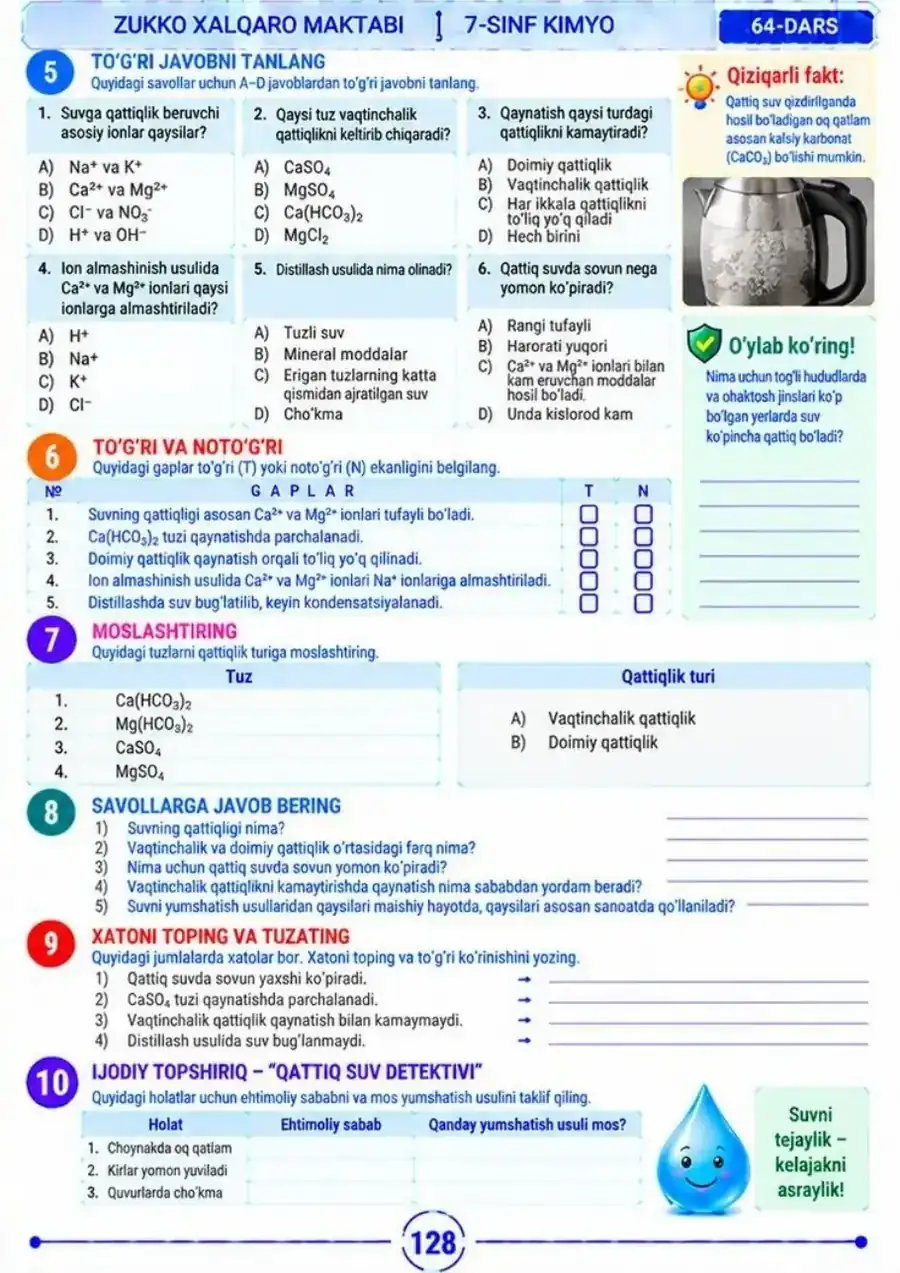 ZUKKO XALQARO MAKTABI 7-SINF KIMYO 64-DARS
5 TO‘G‘RI JAVOBNI TANLANG
Quyidagi savollar uchun A–D javoblardan to‘g‘ri javobni tanlang.
1. Suvga qattiqlik beruvchi
asosiy ionlar qaysilar?
A) Na⁺ va K⁺
B) Ca²⁺ va Mg²⁺
C) Cl⁻ va NO₃⁻
D) H⁺ va OH⁻
2. Qaysi tuz vaqtinchalik
qattiqlikni keltirib chiqaradi?
A) CaSO₄
B) MgSO₄
C) Ca(HCO₃)₂
D) MgCl₂
3. Qaynatish qaysi turdagi
qattiqlikni kamaytiradi?
A) Doimiy qattiqlik
B) Vaqtinchalik qattiqlik
C) Har ikkala qattiqlikni
to‘liq yo‘q qiladi
D) Hech birini
4. Ion almashinish usulida
Ca²⁺ va Mg²⁺ ionlari qaysi
ionlarga almashtiriladi?
A) H⁺
B) Na⁺
C) K⁺
D) Cl⁻
5. Distillash usulida nima olinadi?
A) Tuzli suv
B) Mineral moddalar
C) Erigan tuzlarning katta
qismidan ajratilgan suv
D) Cho‘kma
6. Qattiq suvda sovun nega
yomon ko‘piradi?
A) Rangi tufayli
B) Harorati yuqori
C) Ca²⁺ va Mg²⁺ ionlari bilan
kam eruvchan moddalar
hosil bo‘ladi.
D) Unda kislorod kam
Qiziqarli fakt:
Qattiq suv qizdirilganda
hosil bo‘ladigan oq qatlam
asosan kalsiy karbonat
(CaCO₃) bo‘lishi mumkin.
O‘ylab ko‘ring!
Nima uchun tog‘li hududlarda
va ohaktosh jinslari ko‘p
bo‘lgan yerlarda suv
ko‘pincha qattiq bo‘ladi?
6 TO‘G‘RI VA NOTO‘G‘RI
Quyidagi gaplar to‘g‘ri (T) yoki noto‘g‘ri (N) ekanligini belgilang.
№ GAPLAR T N
1. Suvning qattiqligi asosan Ca²⁺ va Mg²⁺ ionlari tufayli bo‘ladi.
2. Ca(HCO₃)₂ tuzi qaynatishda parchalanadi.
3. Doimiy qattiqlik qaynatish orqali to‘liq yo‘q qilinadi.
4. Ion almashinish usulida Ca²⁺ va Mg²⁺ ionlari Na⁺ ionlariga almashtiriladi.
5. Distillashda suv bug‘latilib, keyin kondensatsiyalanadi.
7 MOSLASHTIRING
Quyidagi tuzlarni qattiqlik turiga moslashtiring.
Tuz
1. Ca(HCO₃)₂
2. Mg(HCO₃)₂
3. CaSO₄
4. MgSO₄
Qattiqlik turi
A) Vaqtinchalik qattiqlik
B) Doimiy qattiqlik
8 SAVOLLARGA JAVOB BERING
1) Suvning qattiqligi nima?
2) Vaqtinchalik va doimiy qattiqlik o‘rtasidagi farq nima?
3) Nima uchun qattiq suvda sovun yomon ko‘piradi?
4) Vaqtinchalik qattiqlikni kamaytirishda qaynatish nima sababdan yordam beradi?
5) Suvni yumshatish usullaridan qaysilari maishiy hayotda, qaysilari asosan sanoatda qo‘llaniladi?
9 XATONI TOPING VA TUZATING
Quyidagi jumlalarda xatolar bor. Xatoni toping va to‘g‘ri ko‘rinishini yozing.
1) Qattiq suvda sovun yaxshi ko‘piradi. →
2) CaSO₄ tuzi qaynatishda parchalanadi. →
3) Vaqtinchalik qattiqlik qaynatish bilan kamaymaydi. →
4) Distillash usulida suv bug‘lanmaydi. →
10 IJODIY TOPSHIRIQ – “QATTIQ SUV DETEKTIVI”
Quyidagi holatlar uchun ehtimoliy sababni va mos yumshatish usulini taklif qiling.
Holat Ehtimoliy sabab Qanday yumshatish usuli mos?
1. Choynakda oq qatlam
2. Kirlar yomon yuviladi
3. Quvurlarda cho‘kma
Suvni
tejaylik –
kelajakni
asraylik!
128